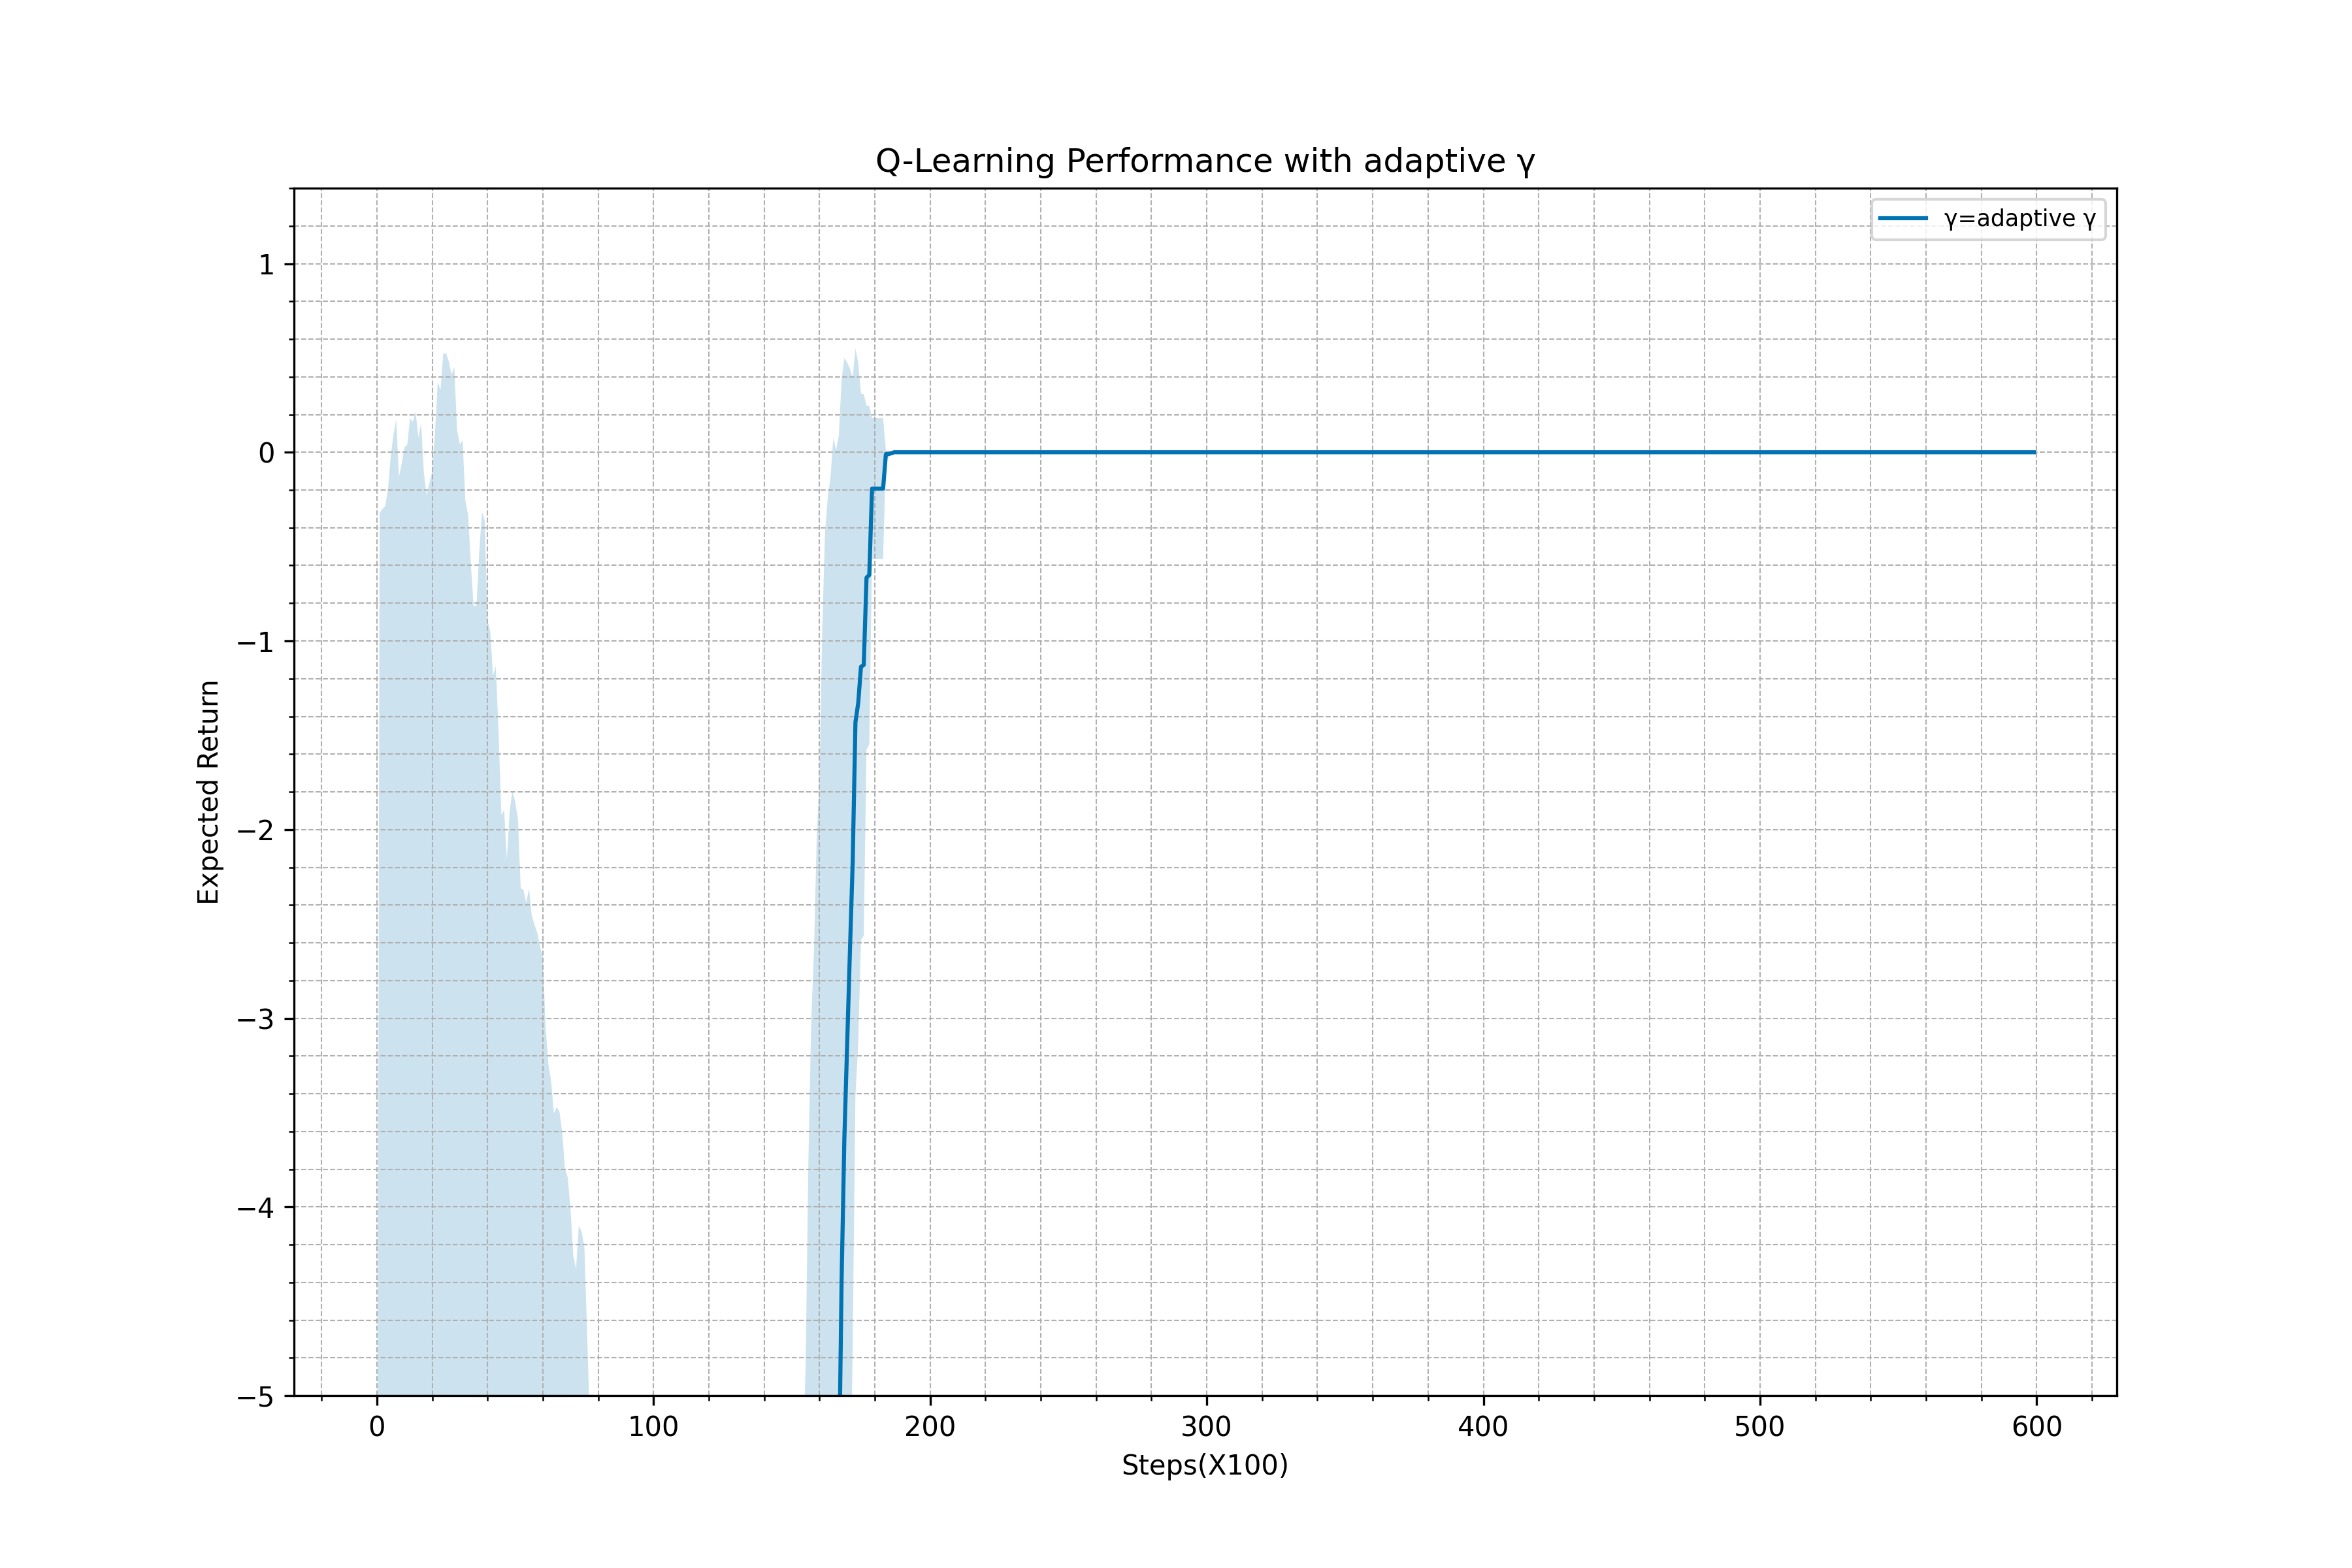 Q-Learning Performance with adaptive γ
γ=adaptive γ
1
0
−1
−2
−3
−4
−5
Expected Return
0 100 200 300 400 500 600
Steps(X100)